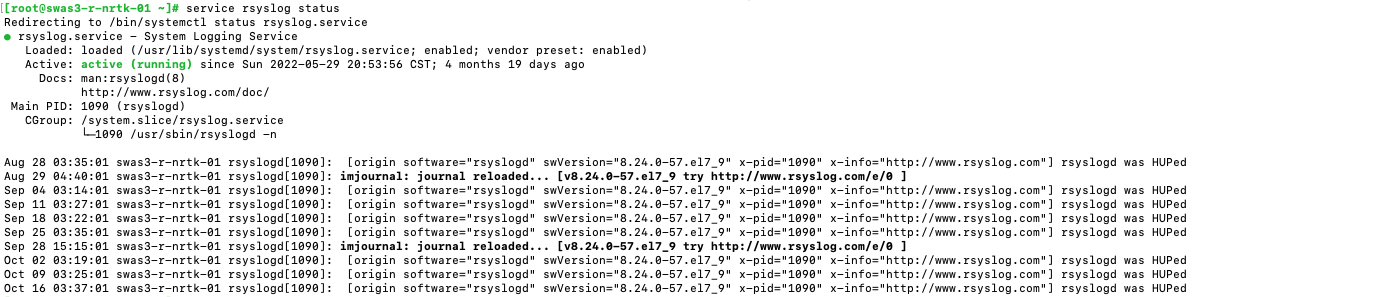 [root@swas3-r-nrtk-01 ~]# service rsyslog status
Redirecting to /bin/systemctl status rsyslog.service
● rsyslog.service - System Logging Service
   Loaded: loaded (/usr/lib/systemd/system/rsyslog.service; enabled; vendor preset: enabled)
   Active: active (running) since Sun 2022-05-29 20:53:56 CST; 4 months 19 days ago
     Docs: man:rsyslogd(8)
           http://www.rsyslog.com/doc/
 Main PID: 1090 (rsyslogd)
   CGroup: /system.slice/rsyslog.service
           └─1090 /usr/sbin/rsyslogd -n

Aug 28 03:35:01 swas3-r-nrtk-01 rsyslogd[1090]:  [origin software="rsyslogd" swVersion="8.24.0-57.el7_9" x-pid="1090" x-info="http://www.rsyslog.com"] rsyslogd was HUPed
Aug 29 04:40:01 swas3-r-nrtk-01 rsyslogd[1090]: imjournal: journal reloaded... [v8.24.0-57.el7_9 try http://www.rsyslog.com/e/0 ]
Sep 04 03:14:01 swas3-r-nrtk-01 rsyslogd[1090]:  [origin software="rsyslogd" swVersion="8.24.0-57.el7_9" x-pid="1090" x-info="http://www.rsyslog.com"] rsyslogd was HUPed
Sep 11 03:27:01 swas3-r-nrtk-01 rsyslogd[1090]:  [origin software="rsyslogd" swVersion="8.24.0-57.el7_9" x-pid="1090" x-info="http://www.rsyslog.com"] rsyslogd was HUPed
Sep 18 03:22:01 swas3-r-nrtk-01 rsyslogd[1090]:  [origin software="rsyslogd" swVersion="8.24.0-57.el7_9" x-pid="1090" x-info="http://www.rsyslog.com"] rsyslogd was HUPed
Sep 25 03:35:01 swas3-r-nrtk-01 rsyslogd[1090]:  [origin software="rsyslogd" swVersion="8.24.0-57.el7_9" x-pid="1090" x-info="http://www.rsyslog.com"] rsyslogd was HUPed
Sep 28 15:15:01 swas3-r-nrtk-01 rsyslogd[1090]: imjournal: journal reloaded... [v8.24.0-57.el7_9 try http://www.rsyslog.com/e/0 ]
Oct 02 03:19:01 swas3-r-nrtk-01 rsyslogd[1090]:  [origin software="rsyslogd" swVersion="8.24.0-57.el7_9" x-pid="1090" x-info="http://www.rsyslog.com"] rsyslogd was HUPed
Oct 09 03:25:01 swas3-r-nrtk-01 rsyslogd[1090]:  [origin software="rsyslogd" swVersion="8.24.0-57.el7_9" x-pid="1090" x-info="http://www.rsyslog.com"] rsyslogd was HUPed
Oct 16 03:37:01 swas3-r-nrtk-01 rsyslogd[1090]:  [origin software="rsyslogd" swVersion="8.24.0-57.el7_9" x-pid="1090" x-info="http://www.rsyslog.com"] rsyslogd was HUPed